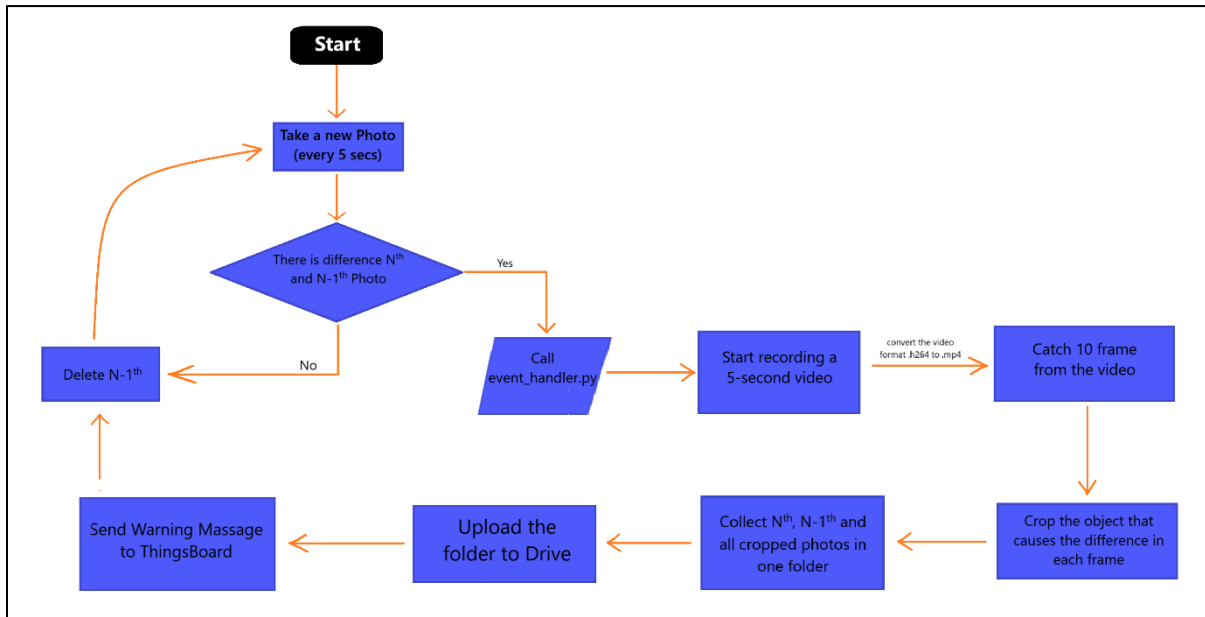 Start
Take a new Photo
(every 5 secs)
There is difference Nth
and N-1th Photo
Yes
No
Delete N-1th
Call
event_handler.py
Start recording a
5-second video
convert the video
format .h264 to .mp4
Catch 10 frame
from the video
Crop the object that
causes the difference in
each frame
Collect Nth, N-1th and
all cropped photos in
one folder
Upload the
folder to Drive
Send Warning Massage
to ThingsBoard